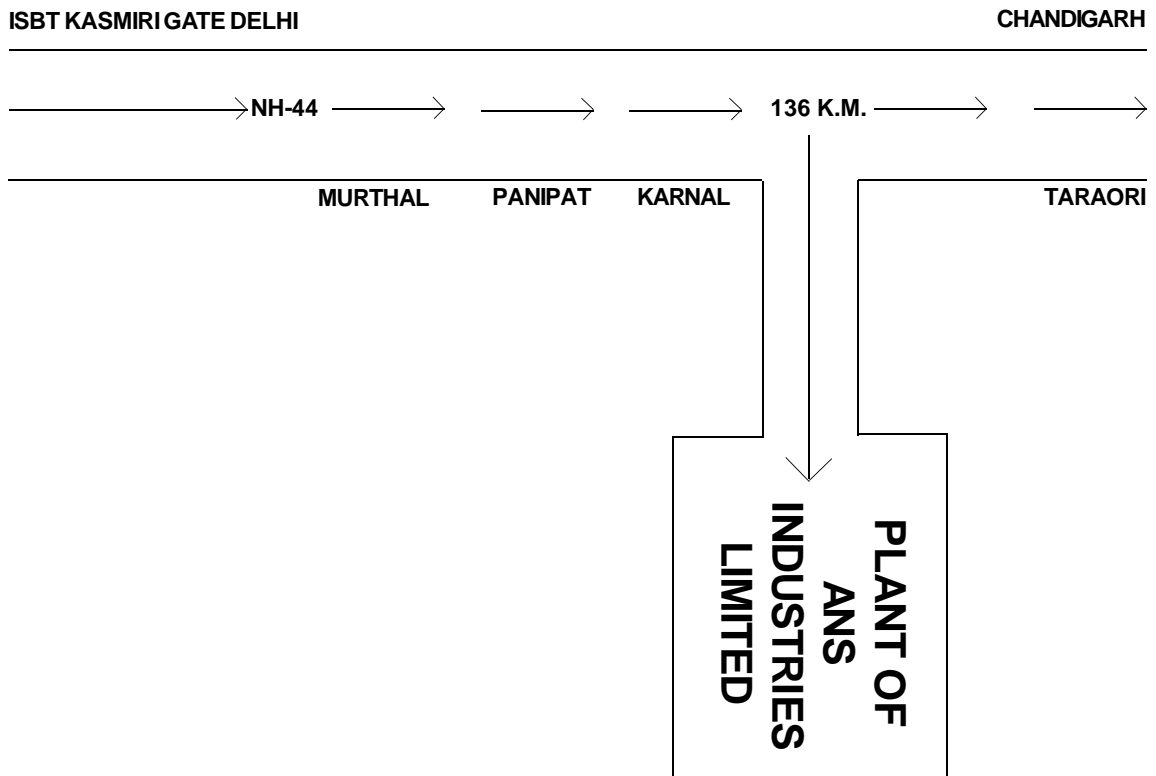 ISBT KASMIRI GATE DELHI
CHANDIGARH
NH-44
136 K.M.
MURTHAL
PANIPAT
KARNAL
TARAORI
PLANT OF
ANS
INDUSTRIES
LIMITED